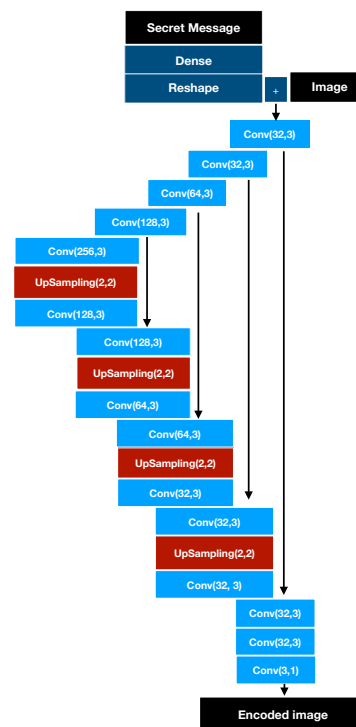 Secret Message
Dense
Reshape
+
Image
Conv(32,3)
Conv(32,3)
Conv(64,3)
Conv(128,3)
Conv(256,3)
UpSampling(2,2)
Conv(128,3)
Conv(128,3)
UpSampling(2,2)
Conv(64,3)
Conv(64,3)
UpSampling(2,2)
Conv(32,3)
Conv(32,3)
UpSampling(2,2)
Conv(32, 3)
Conv(32,3)
Conv(32,3)
Conv(3,1)
Encoded image